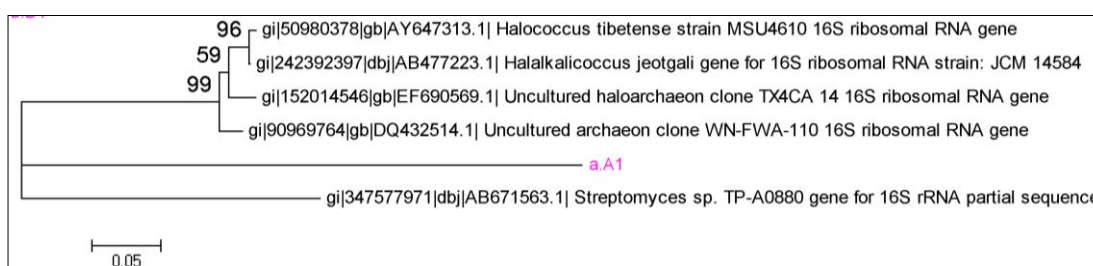 96 gi|50980378|gb|AY647313.1| Halococcus tibetense strain MSU4610 16S ribosomal RNA gene
59 gi|242392397|dbj|AB477223.1| Halalkalicoccus jeotgali gene for 16S ribosomal RNA strain: JCM 14584
99 gi|152014546|gb|EF690569.1| Uncultured haloarchaeon clone TX4CA 14 16S ribosomal RNA gene
gi|90969764|gb|DQ432514.1| Uncultured archaeon clone WN-FWA-110 16S ribosomal RNA gene
a.A1
gi|347577971|dbj|AB671563.1| Streptomyces sp. TP-A0880 gene for 16S rRNA partial sequence
0.05